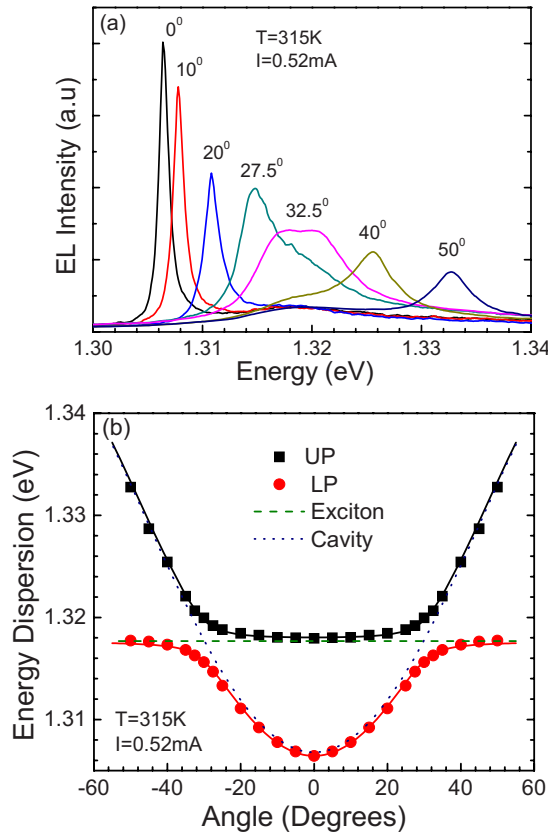 (a)
0⁰
T=315K
I=0.52mA
10⁰
20⁰
27.5⁰
32.5⁰
40⁰
50⁰
EL Intensity (a.u)
1.30 1.31 1.32 1.33 1.34
Energy (eV)
(b)
1.34
1.33
1.32
1.31
Energy Dispersion (eV)
UP
LP
Exciton
Cavity
T=315K
I=0.52mA
-60 -40 -20 0 20 40 60
Angle (Degrees)